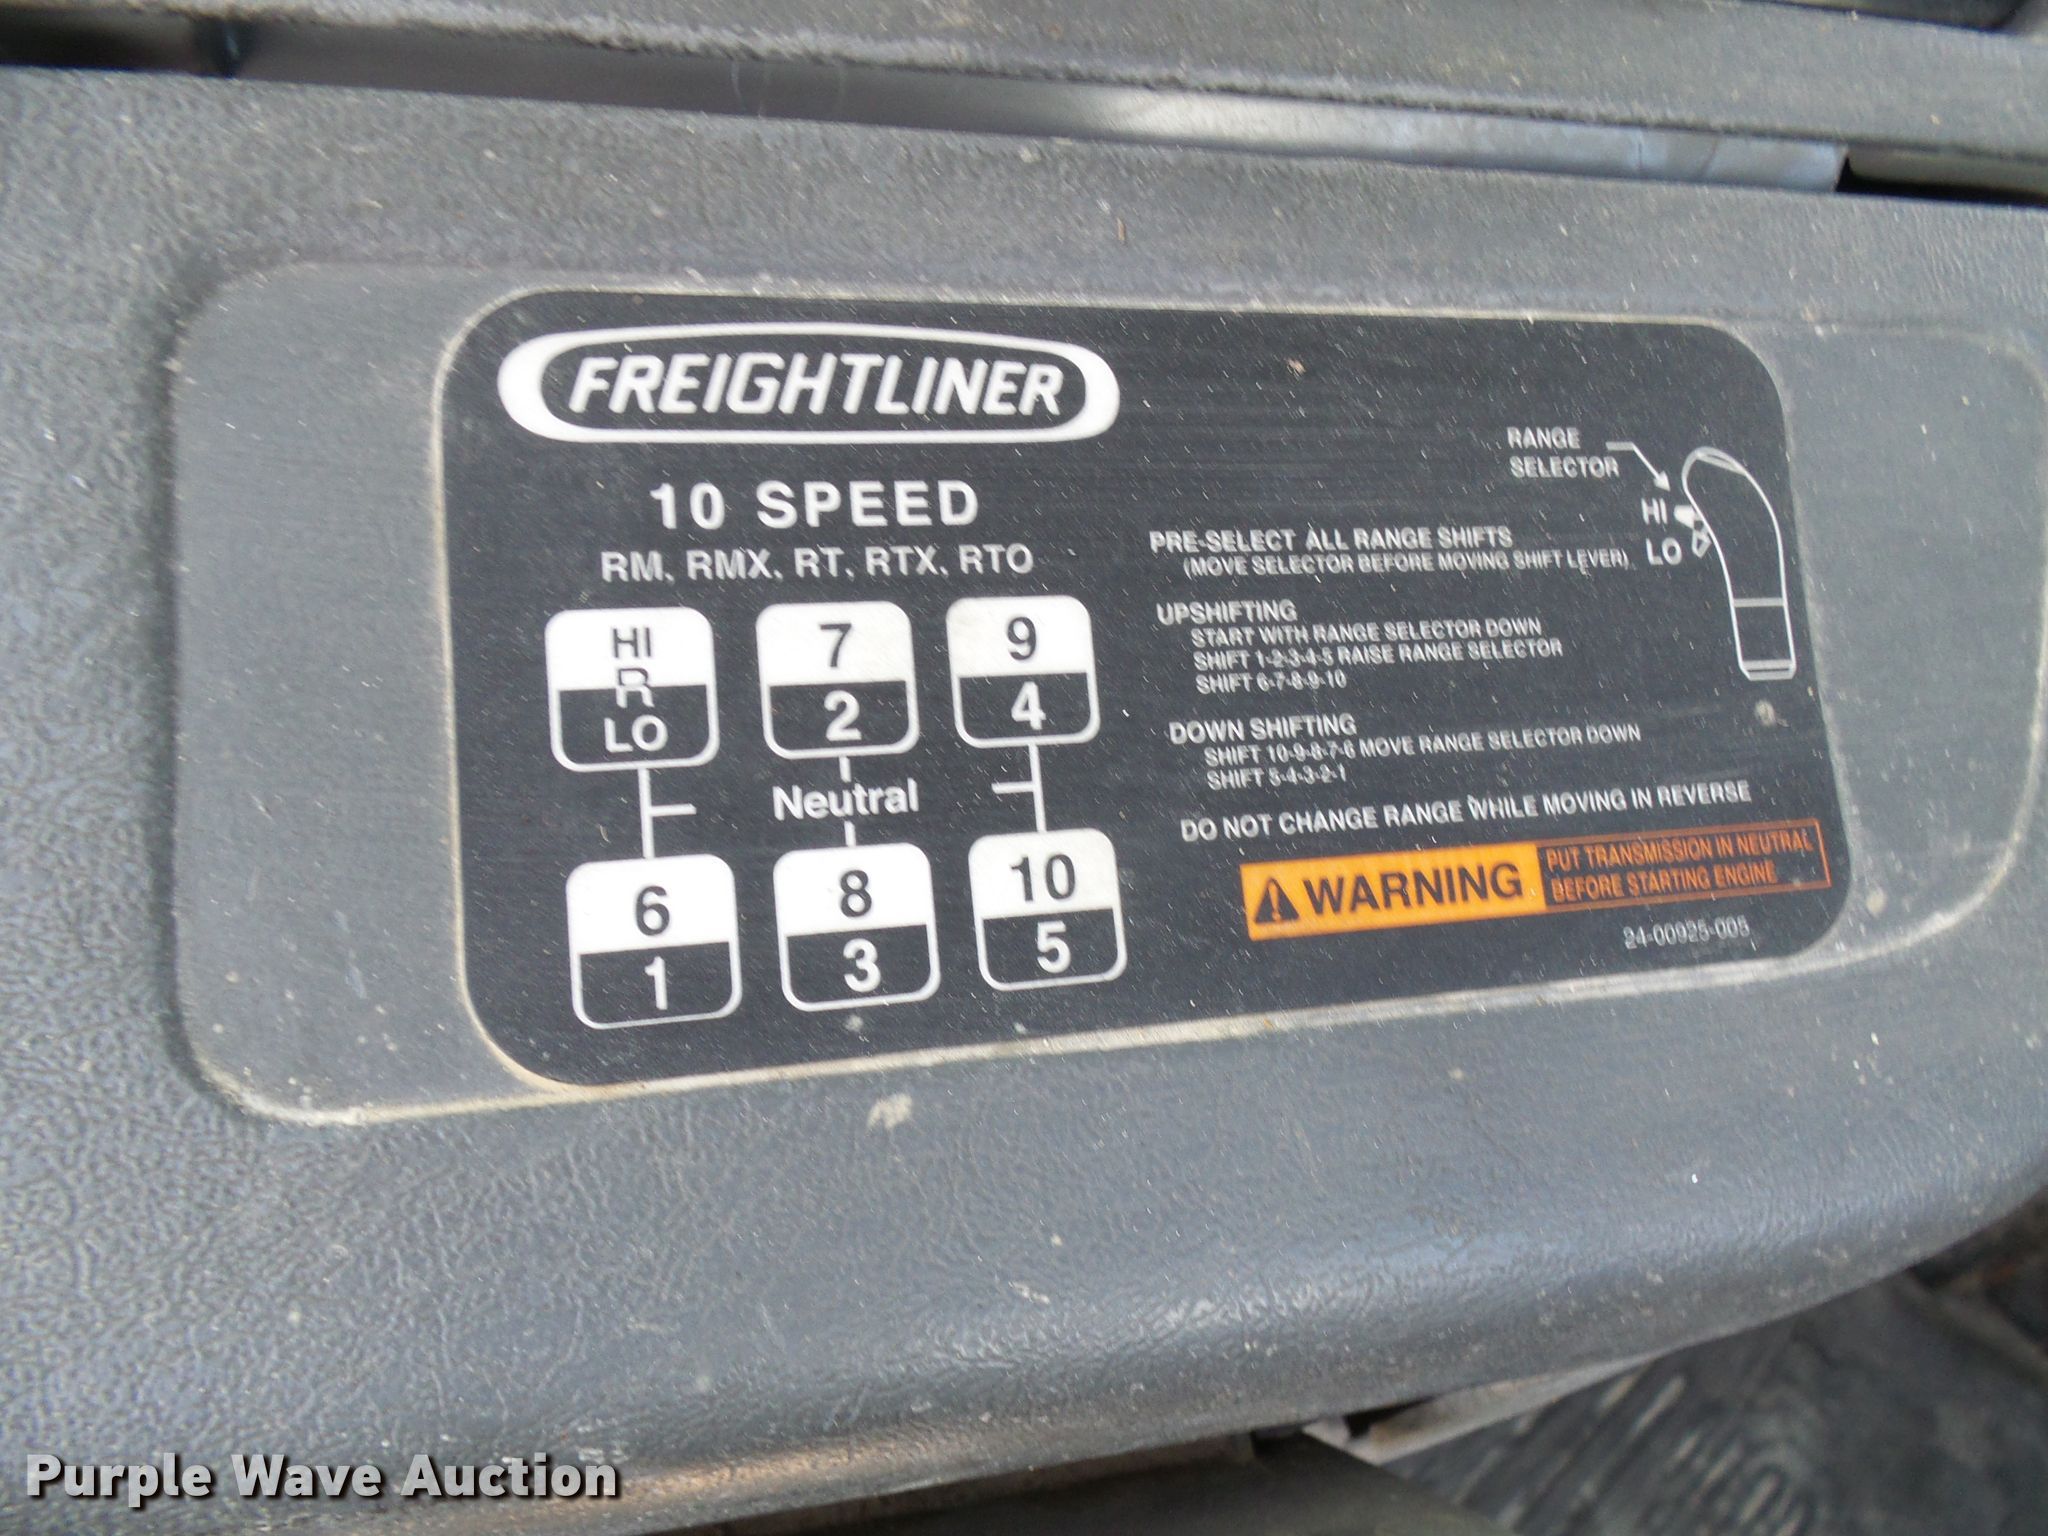 FREIGHTLINER
10 SPEED
RM, RMX, RT, RTX, RTO
HI
R
LO
7
2
9
4
Neutral
6
1
8
3
10
5
RANGE
SELECTOR
HI
LO
PRE-SELECT ALL RANGE SHIFTS
(MOVE SELECTOR BEFORE MOVING SHIFT LEVER)
UPSHIFTING
START WITH RANGE SELECTOR DOWN
SHIFT 1-2-3-4-5 RAISE RANGE SELECTOR
SHIFT 6-7-8-9-10
DOWN SHIFTING
SHIFT 10-9-8-7-6 MOVE RANGE SELECTOR DOWN
SHIFT 5-4-3-2-1
DO NOT CHANGE RANGE WHILE MOVING IN REVERSE
WARNING
PUT TRANSMISSION IN NEUTRAL
BEFORE STARTING ENGINE
24-00925-005
Purple Wave Auction